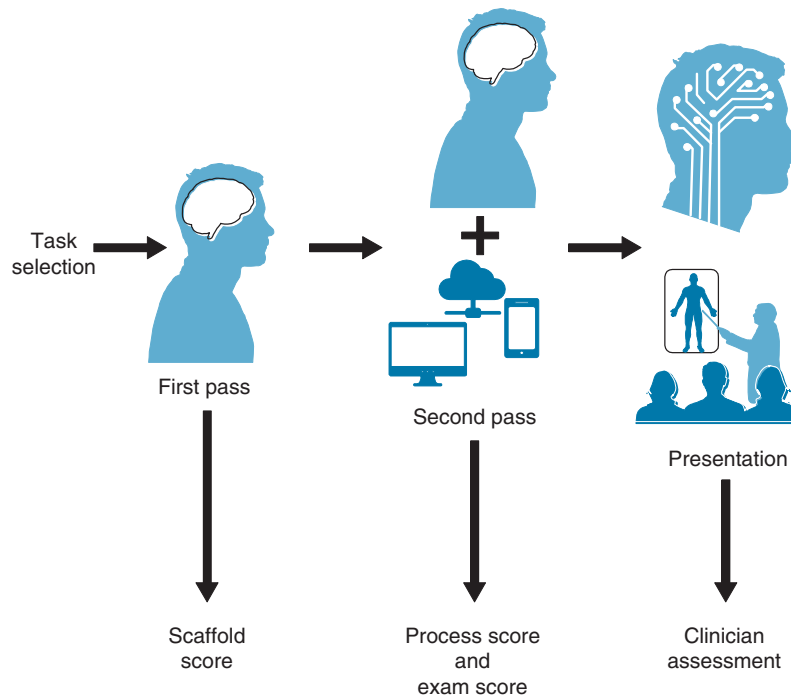 Task
selection
First pass
Second pass
Presentation
Scaffold
score
Process score
and
exam score
Clinician
assessment